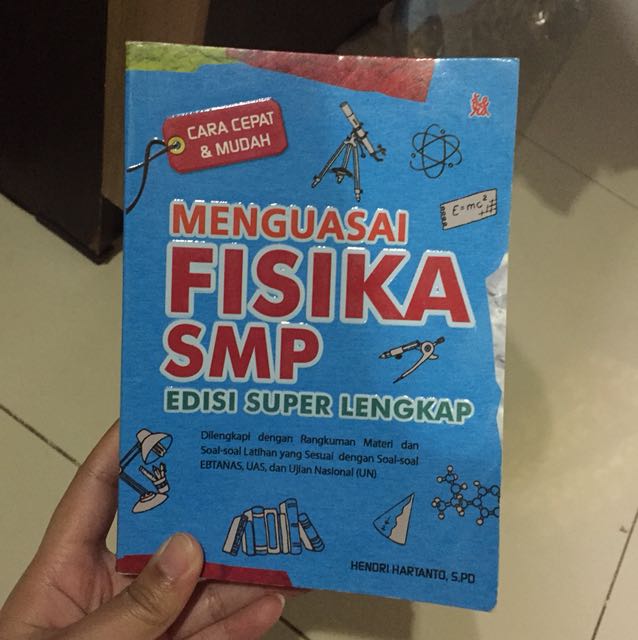 CARA CEPAT
& MUDAH
E=mc²
MENGUASAI
FISIKA
SMP
EDISI SUPER LENGKAP
Dilengkapi dengan Rangkuman Materi dan
Soal-soal Latihan yang Sesuai dengan Soal-soal
EBTANAS, UAS, dan Ujian Nasional (UN)
HENDRI HARTANTO, S.PD